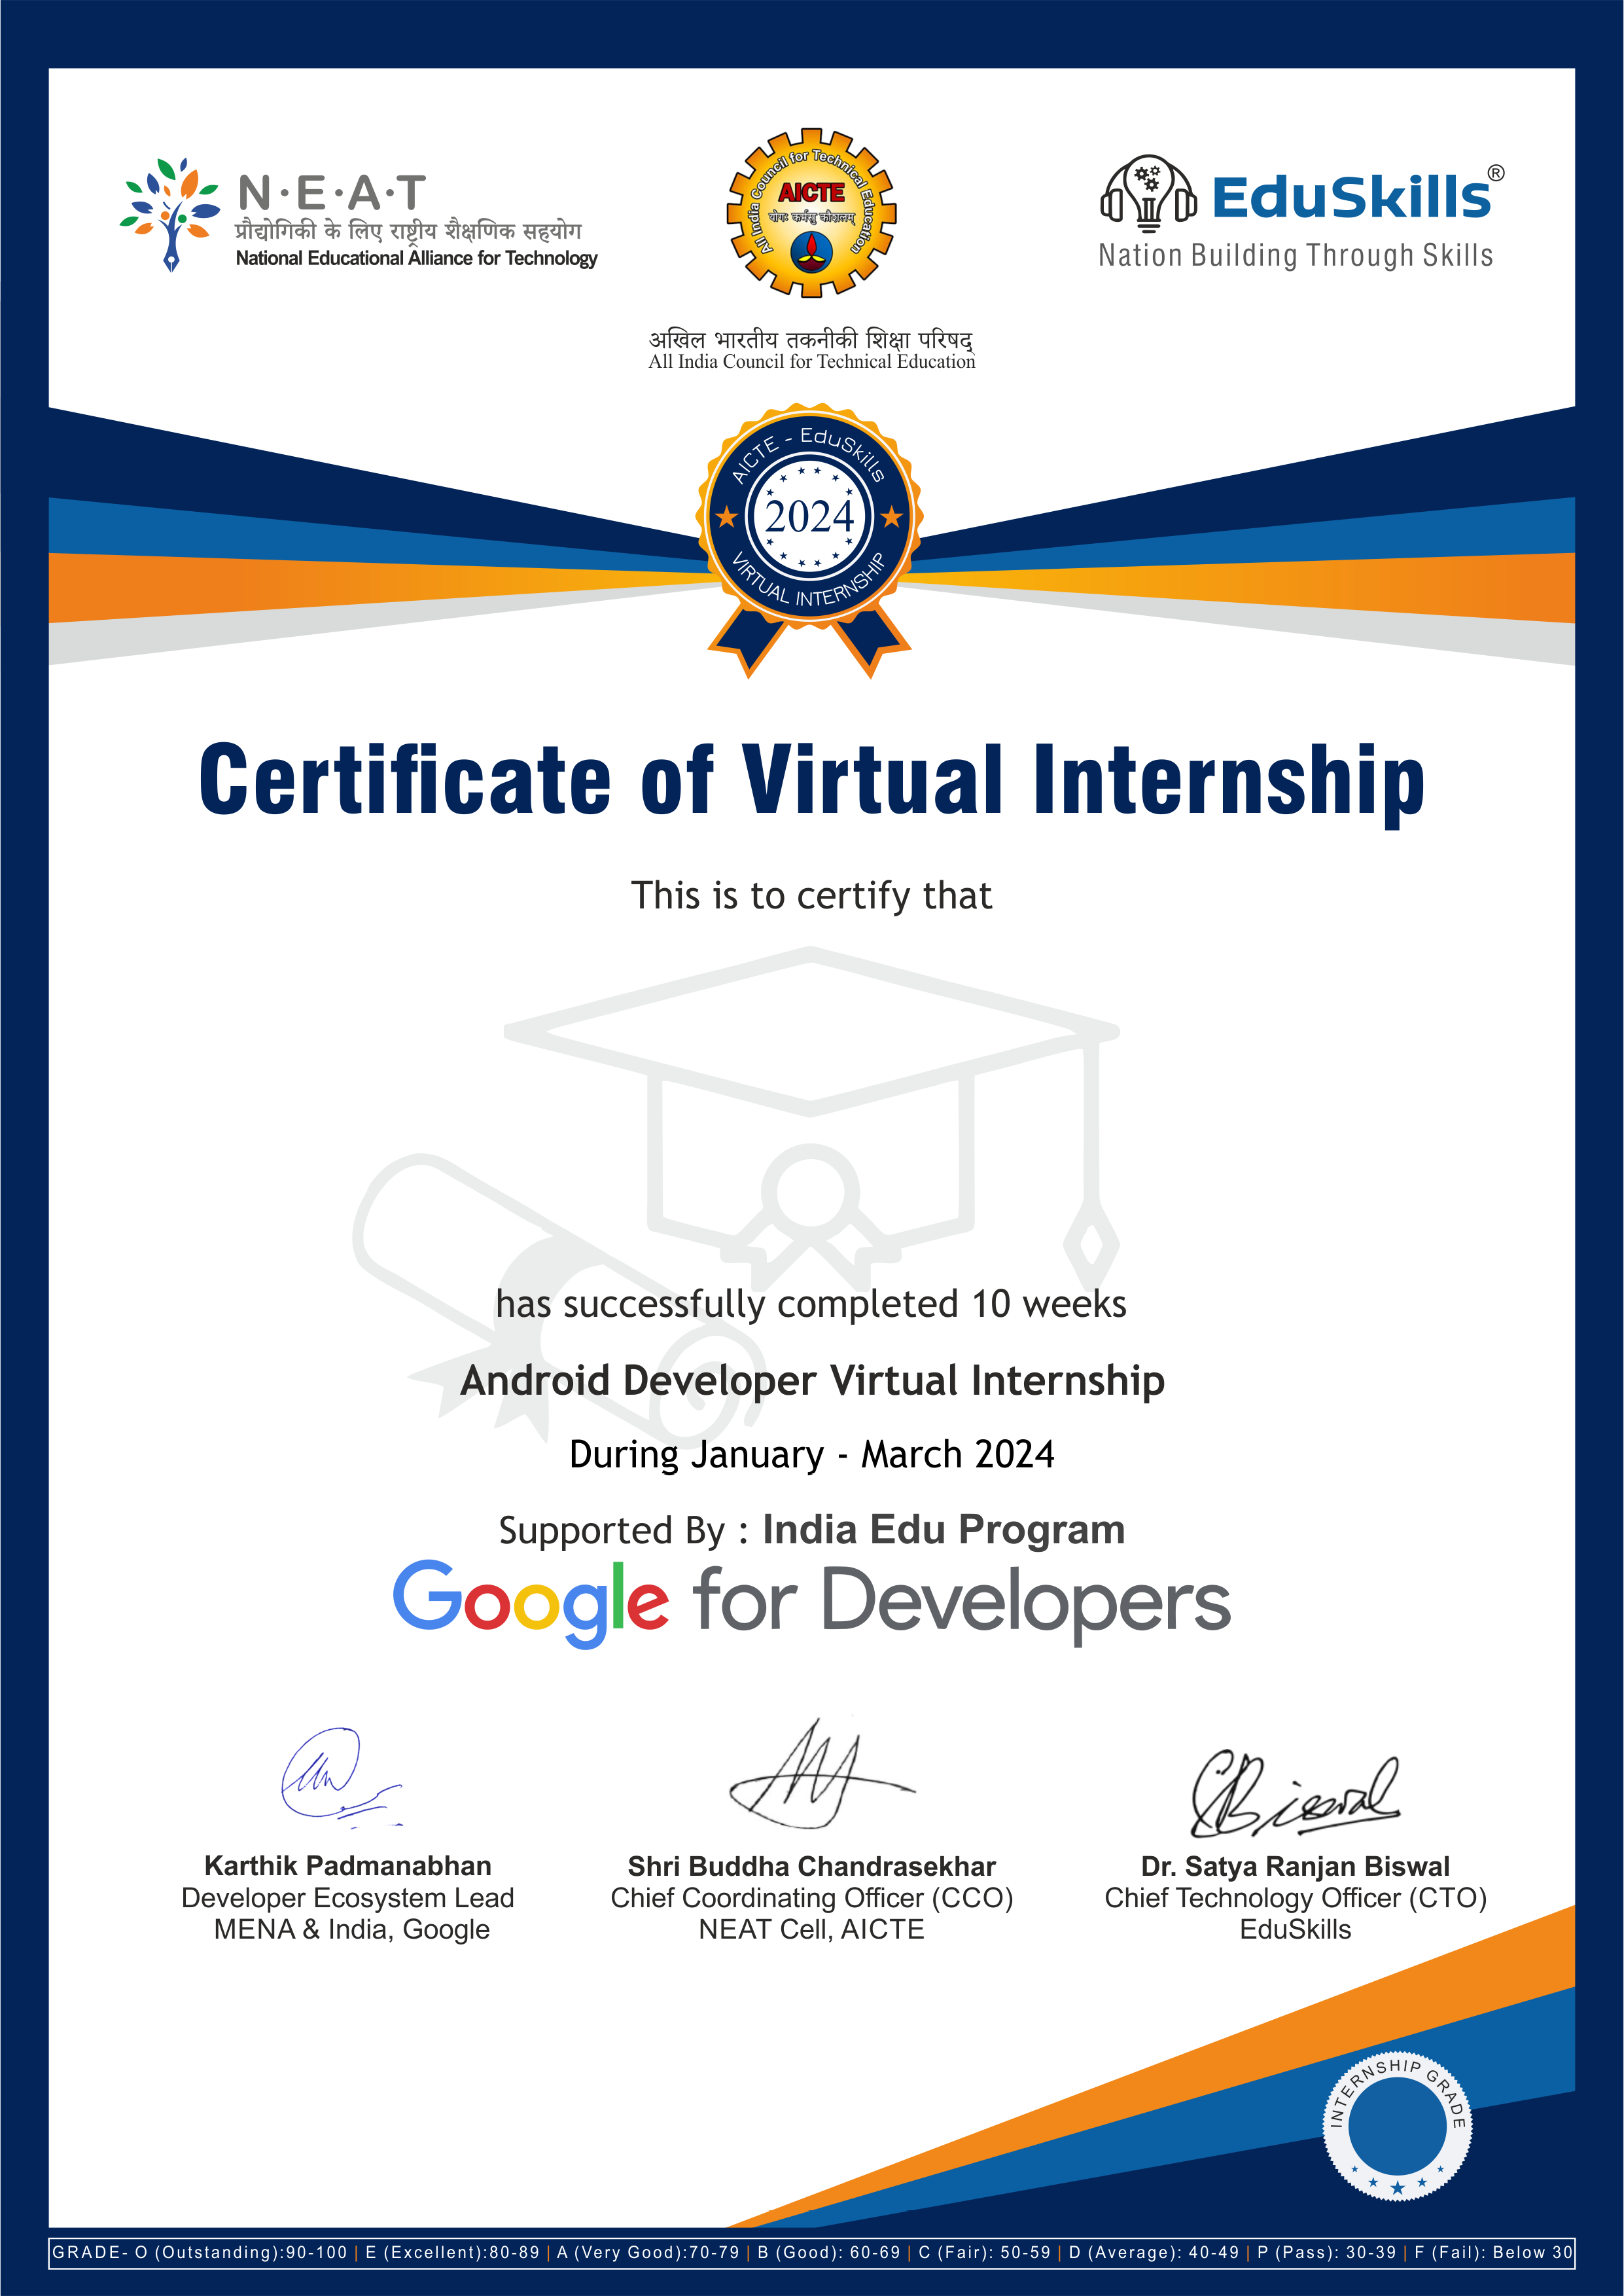 N·E·A·T
प्रौद्योगिकी के लिए राष्ट्रीय शैक्षणिक सहयोग
National Educational Alliance for Technology
All India Council for Technical Education
AICTE
योगः कर्मसु कौशलम्
अखिल भारतीय तकनीकी शिक्षा परिषद्
All India Council for Technical Education
EduSkills®
Nation Building Through Skills
AICTE - EduSkills
2024
VIRTUAL INTERNSHIP
Certificate of Virtual Internship
This is to certify that
has successfully completed 10 weeks
Android Developer Virtual Internship
During January - March 2024
Supported By : India Edu Program
Google for Developers
Karthik Padmanabhan
Developer Ecosystem Lead
MENA & India, Google
Shri Buddha Chandrasekhar
Chief Coordinating Officer (CCO)
NEAT Cell, AICTE
Dr. Satya Ranjan Biswal
Chief Technology Officer (CTO)
EduSkills
INTERNSHIP GRADE
GRADE- O (Outstanding):90-100 | E (Excellent):80-89 | A (Very Good):70-79 | B (Good): 60-69 | C (Fair): 50-59 | D (Average): 40-49 | P (Pass): 30-39 | F (Fail): Below 30